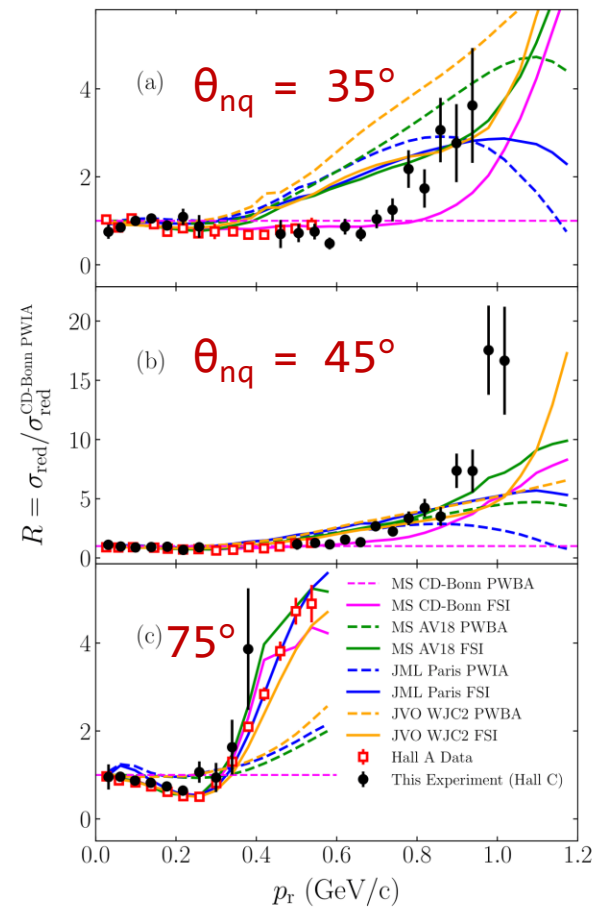 4
2
0
(a)
θnq = 35°
20
15
10
5
0
(b)
θnq = 45°
R = σred/σred^CD-Bonn PWIA
4
2
0
(c)
75°
MS CD-Bonn PWBA
MS CD-Bonn FSI
MS AV18 PWBA
MS AV18 FSI
JML Paris PWIA
JML Paris FSI
JVO WJC2 PWBA
JVO WJC2 FSI
Hall A Data
This Experiment (Hall C)
0.0 0.2 0.4 0.6 0.8 1.0 1.2
pr (GeV/c)